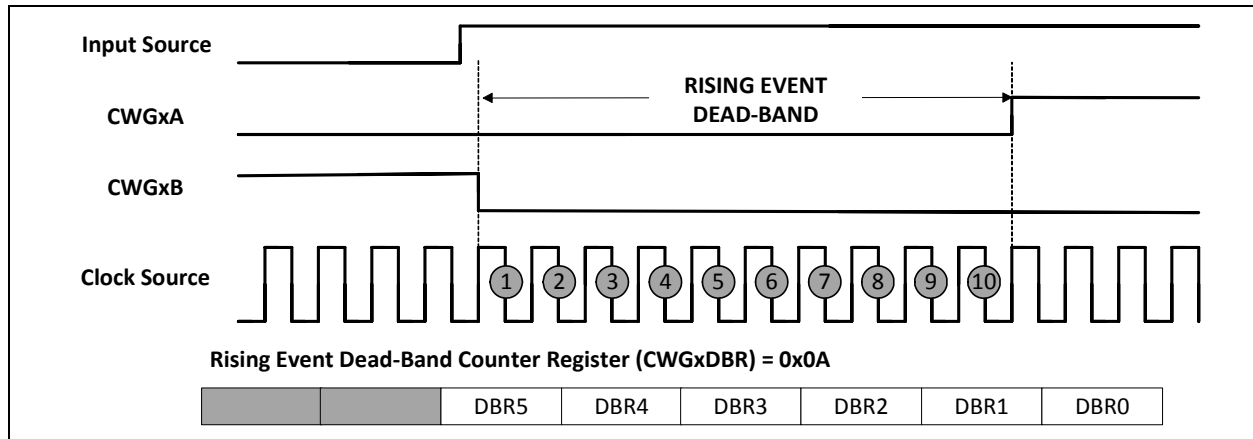 Input Source
RISING EVENT
DEAD-BAND
CWGxA
CWGxB
Clock Source
1 2 3 4 5 6 7 8 9 10
Rising Event Dead-Band Counter Register (CWGxDBR) = 0x0A
DBR5 DBR4 DBR3 DBR2 DBR1 DBR0